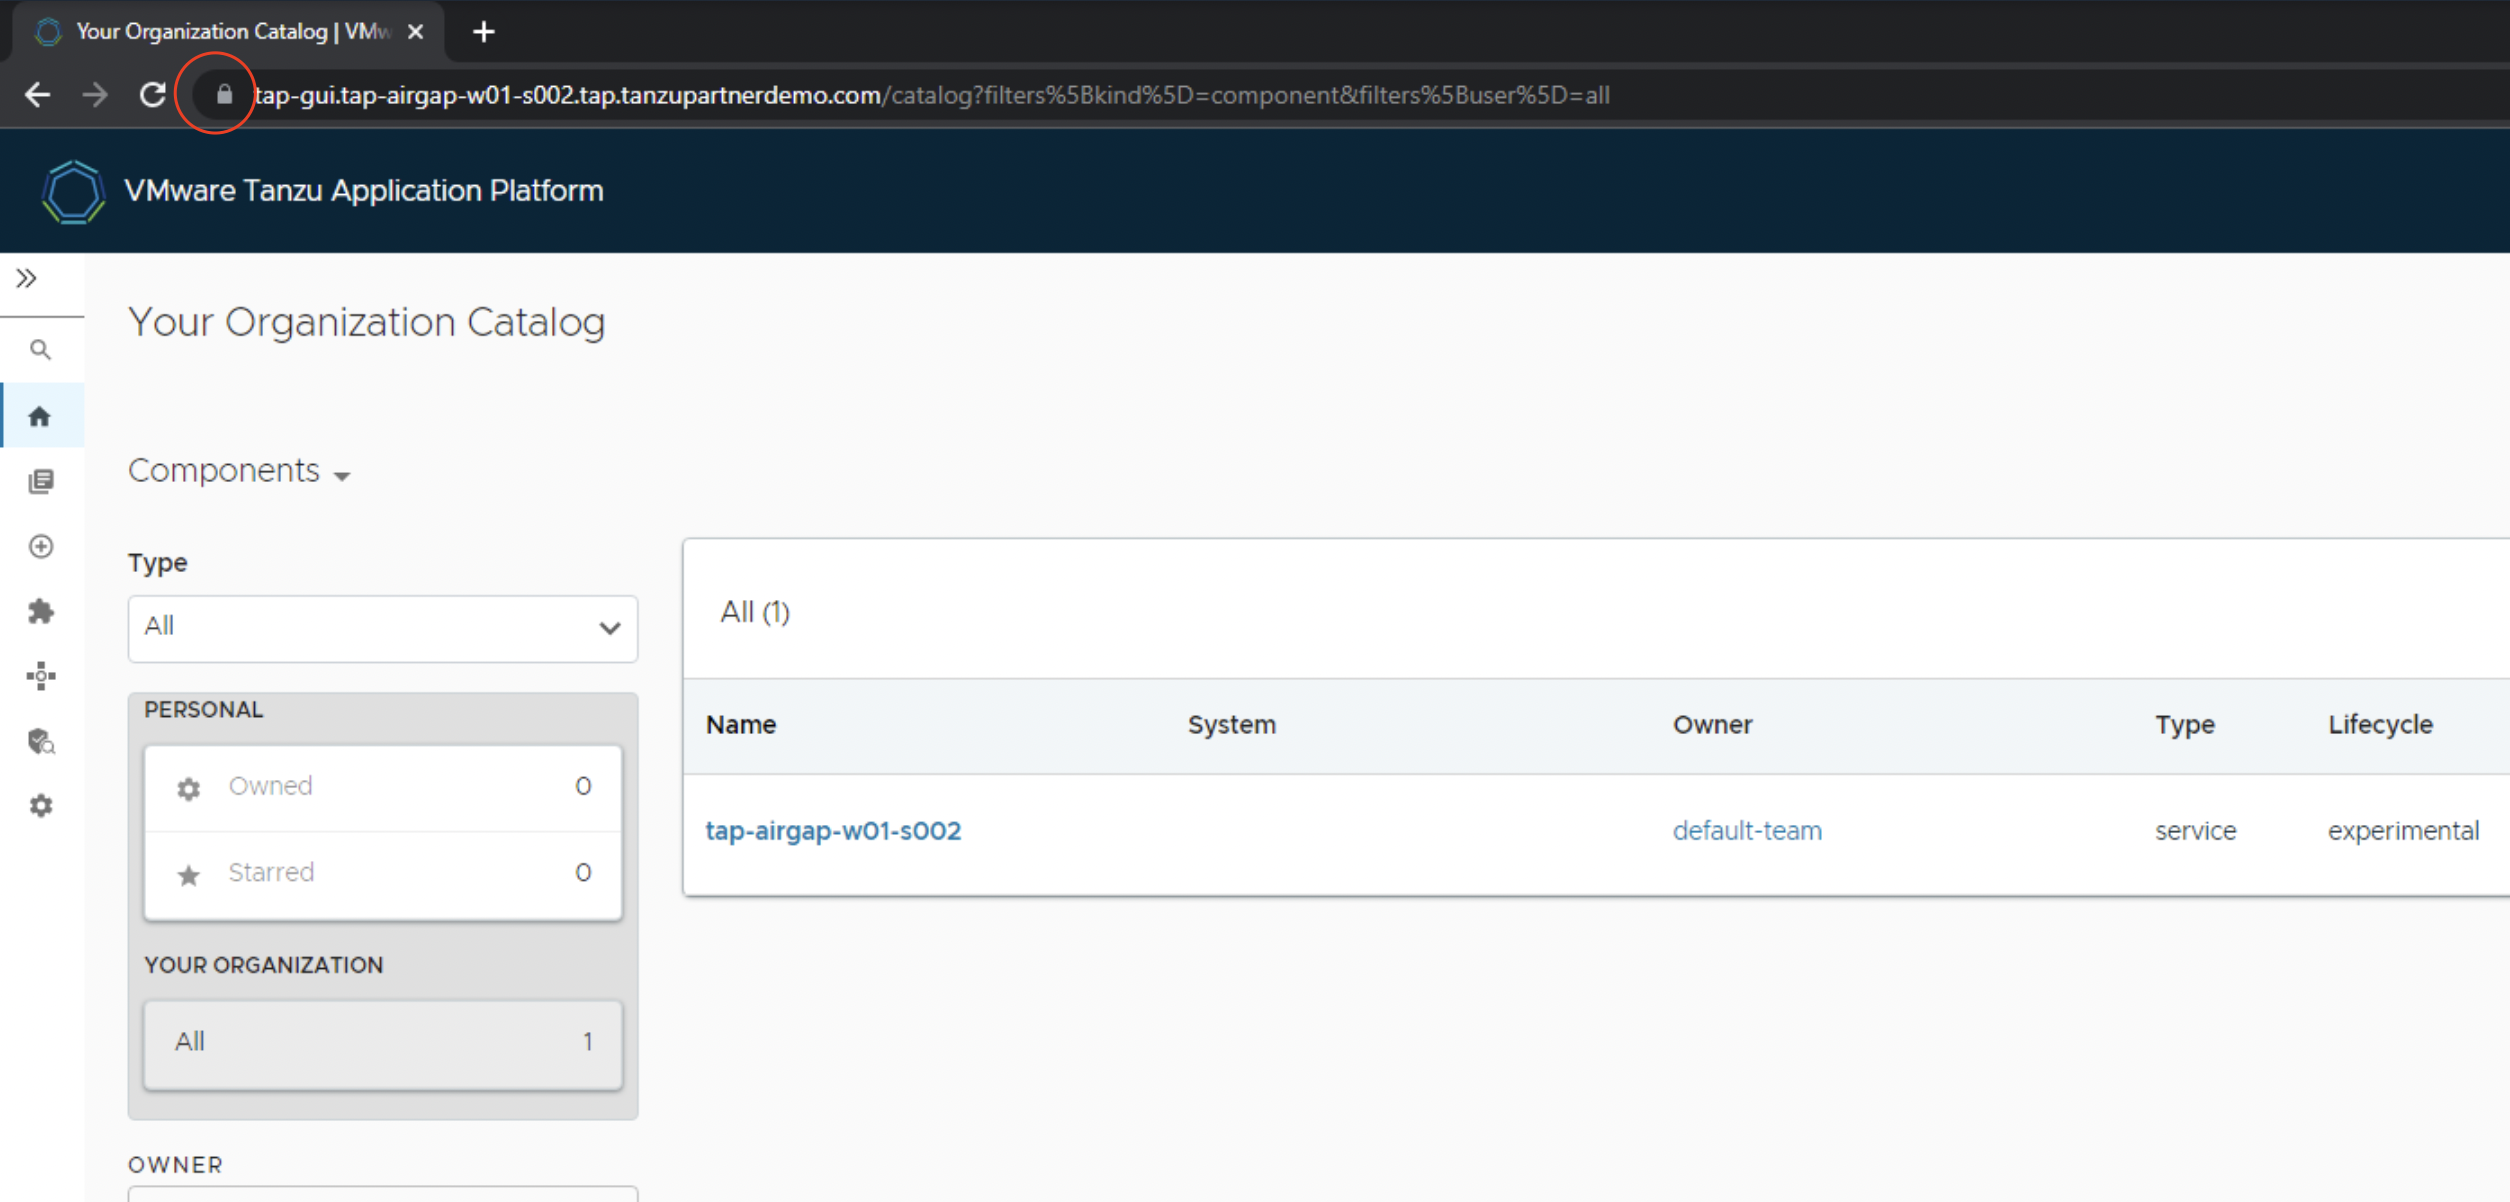 Your Organization Catalog | VMw
tap-gui.tap-airgap-w01-s002.tap.tanzupartnerdemo.com/catalog?filters%5Bkind%5D=component&filters%5Buser%5D=all
VMware Tanzu Application Platform
Your Organization Catalog
Components
Type
All
PERSONAL
Owned 0
Starred 0
YOUR ORGANIZATION
All 1
OWNER
All (1)
Name System Owner Type Lifecycle
tap-airgap-w01-s002 default-team service experimental